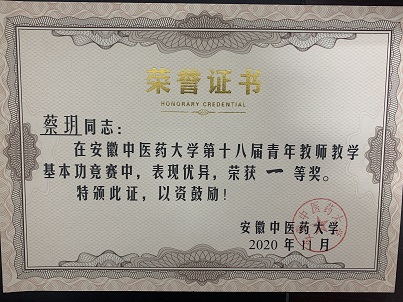 荣誉证书
HONORARY CREDENTIAL
蔡玥同志：
在安徽中医药大学第十八届青年教师教学
基本功竞赛中，表现优异，荣获 一 等奖。
特颁此证，以资鼓励！
安徽中医药大学
2020 年 11 月